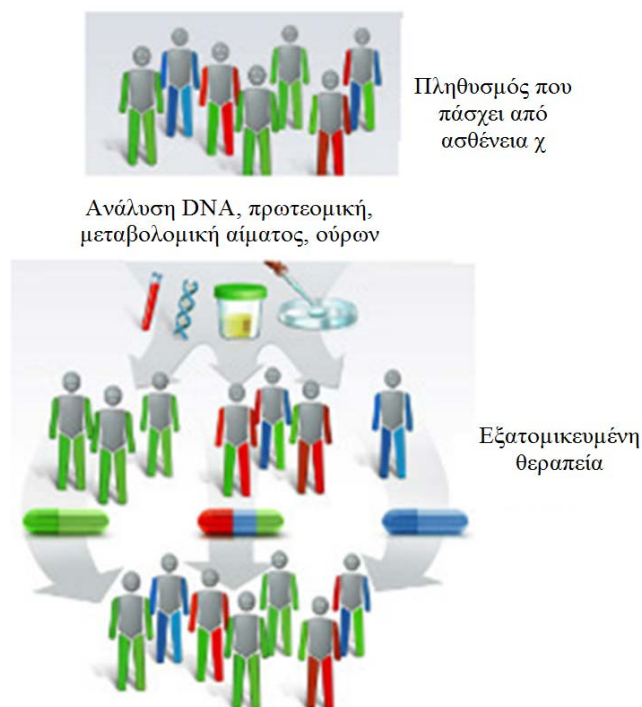 Πληθυσμός που
πάσχει από
ασθένεια χ
Ανάλυση DNA, πρωτεομική,
μεταβολομική αίματος, ούρων
Εξατομικευμένη
θεραπεία